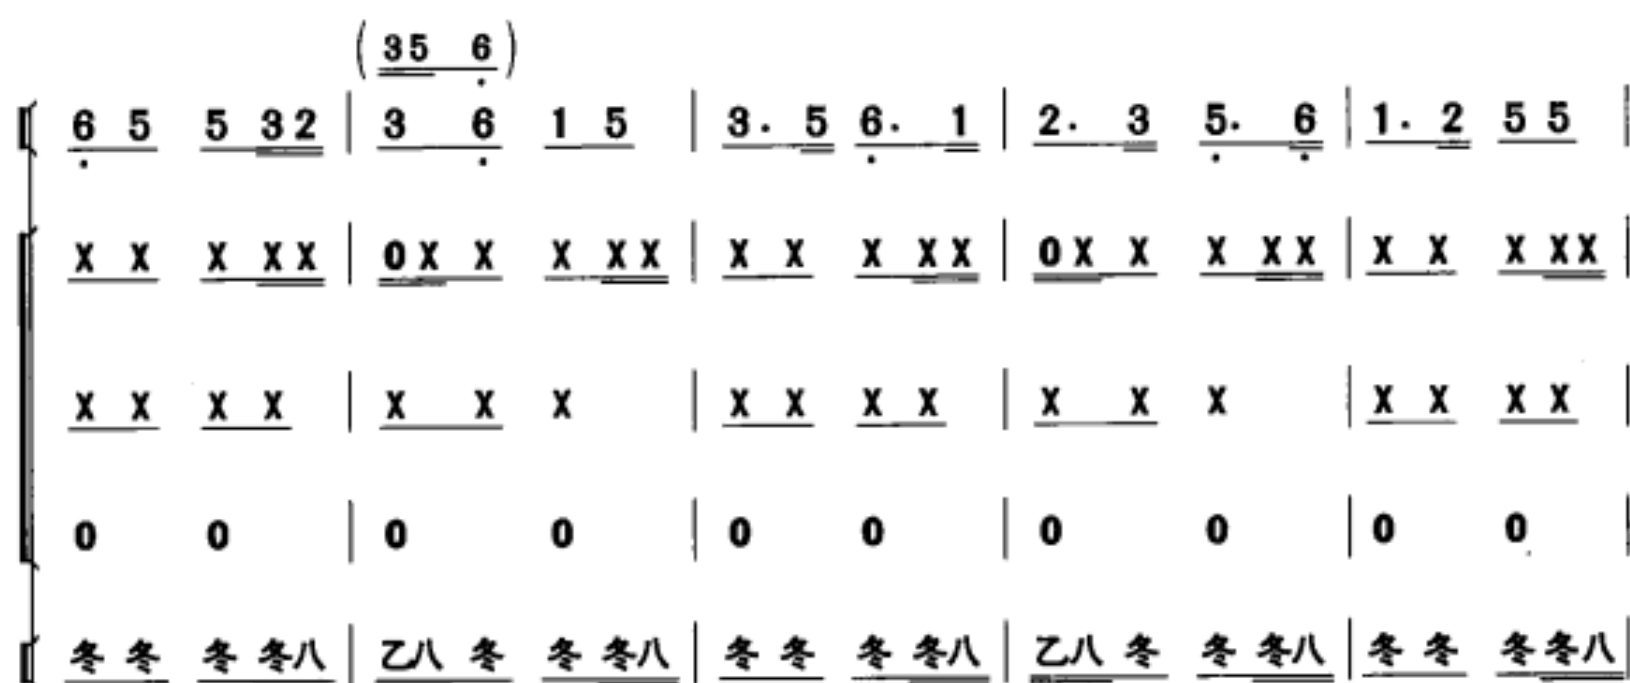 (35 6)
6 5 5 32 | 3 6 1 5 | 3. 5 6. 1 | 2. 3 5. 6 | 1. 2 5 5 |
X X X XX | 0X X X XX | X X X XX | 0X X X XX | X X X XX |
X X X X | X X X | X X X X | X X X | X X X X |
0 0 | 0 0 | 0 0 | 0 0 | 0 0 |
冬 冬 冬 冬八 | 乙八 冬 冬 冬八 | 冬 冬 冬 冬八 | 乙八 冬 冬 冬八 | 冬 冬 冬 冬八 |